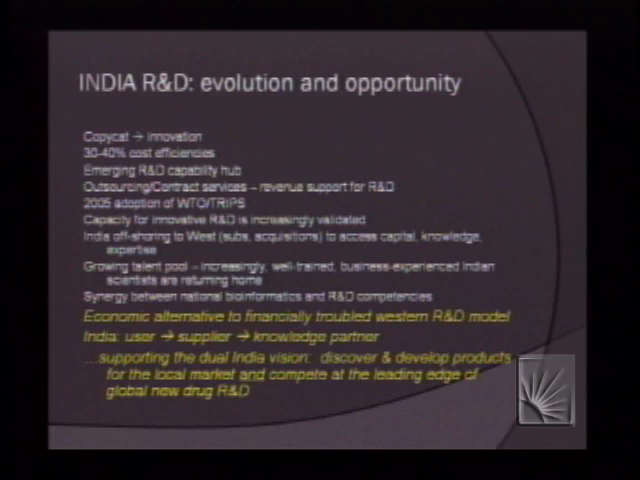 INDIA R&D: evolution and opportunity
Copycat → innovation
30-40% cost efficiencies
Emerging R&D capability hub
Outsourcing/Contract services – revenue support for R&D
2005 adoption of WTO/TRIPS
Capacity for innovative R&D is increasingly validated
India off-shoring to West (subs, acquisitions) to access capital, knowledge,
expertise
Growing talent pool – increasingly, well-trained, business-experienced Indian
scientists are returning home
Synergy between national bioinformatics and R&D competencies
Economic alternative to financially troubled western R&D model
India: user → supplier → knowledge partner
…supporting the dual India vision: discover & develop products
for the local market and compete at the leading edge of
global new drug R&D